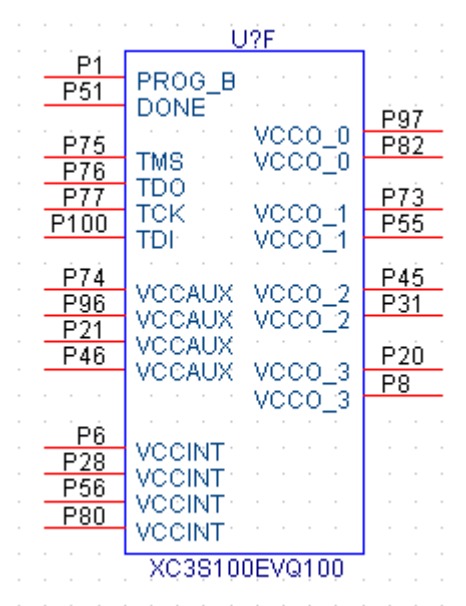 U?F
P1 PROG_B
P51 DONE
VCCO_0 P97
P75 TMS VCCO_0 P82
P76 TDO
P77 TCK VCCO_1 P73
P100 TDI VCCO_1 P55
P74 VCCAUX VCCO_2 P45
P96 VCCAUX VCCO_2 P31
P21 VCCAUX
P46 VCCAUX VCCO_3 P20
VCCO_3 P8
P6 VCCINT
P28 VCCINT
P56 VCCINT
P80 VCCINT
XC3S100EVQ100